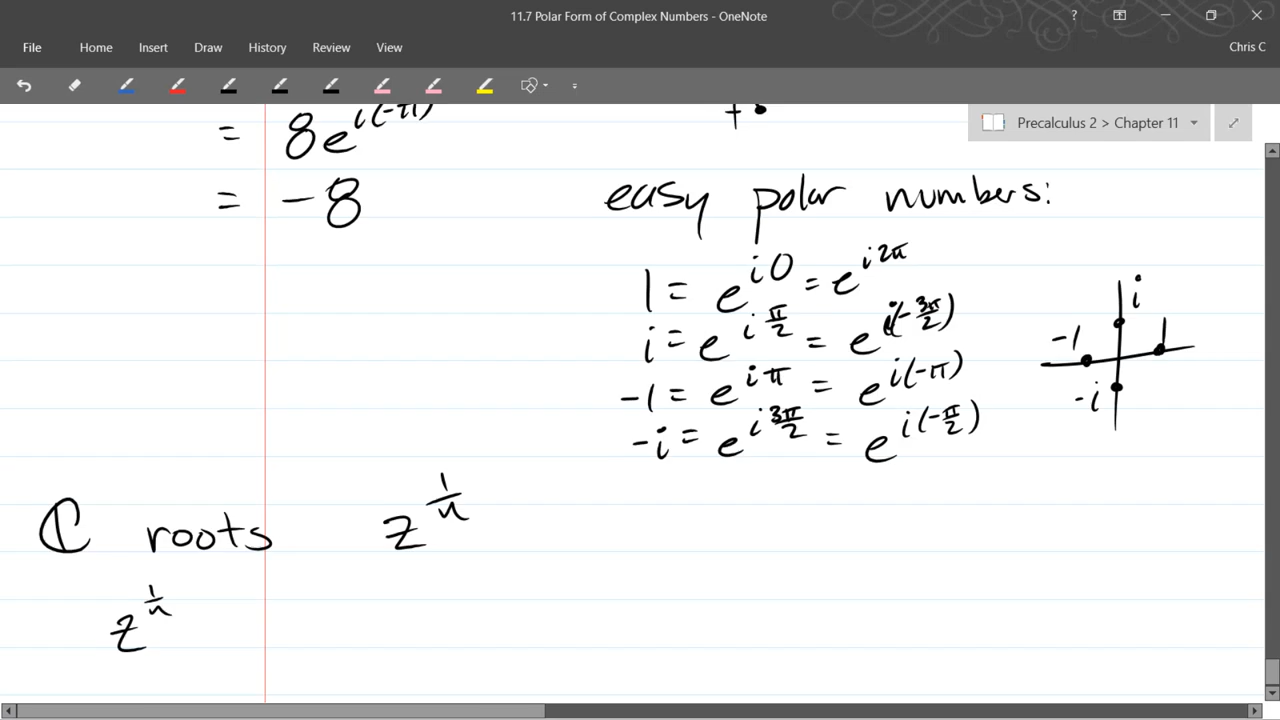 11.7 Polar Form of Complex Numbers - OneNote
?
File Home Insert Draw History Review View
Chris C
Precalculus 2 > Chapter 11
= 8e^{i(-π)}
= -8
easy polar numbers:
1 = e^{i0} = e^{i2π}
i = e^{i π/2} = e^{i(-3π/2)}
-1 = e^{iπ} = e^{i(-π)}
-i = e^{i 3π/2} = e^{i(-π/2)}
i
-1 1
-i
ℂ roots z^{1/n}
z^{1/n}